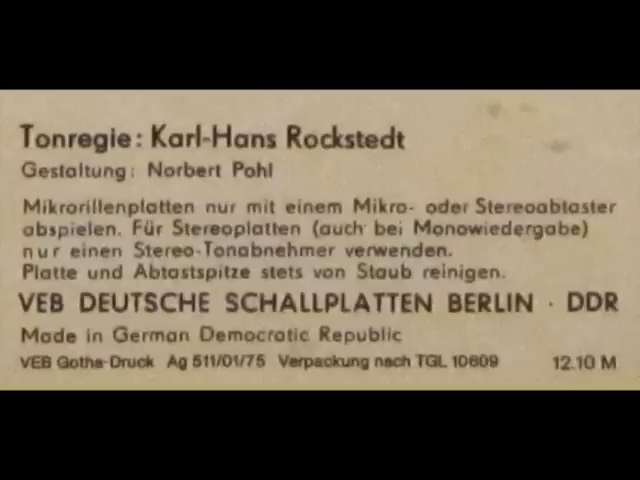 Tonregie: Karl-Hans Rockstedt
Gestaltung: Norbert Pohl
Mikrorillenplatten nur mit einem Mikro- oder Stereoabtaster
abspielen. Für Stereoplatten (auch bei Monowiedergabe)
nur einen Stereo-Tonabnehmer verwenden.
Platte und Abtastspitze stets von Staub reinigen.
VEB DEUTSCHE SCHALLPLATTEN BERLIN · DDR
Made in German Democratic Republic
VEB Gotha-Druck Ag 511/01/75 Verpackung nach TGL 10609 12.10 M